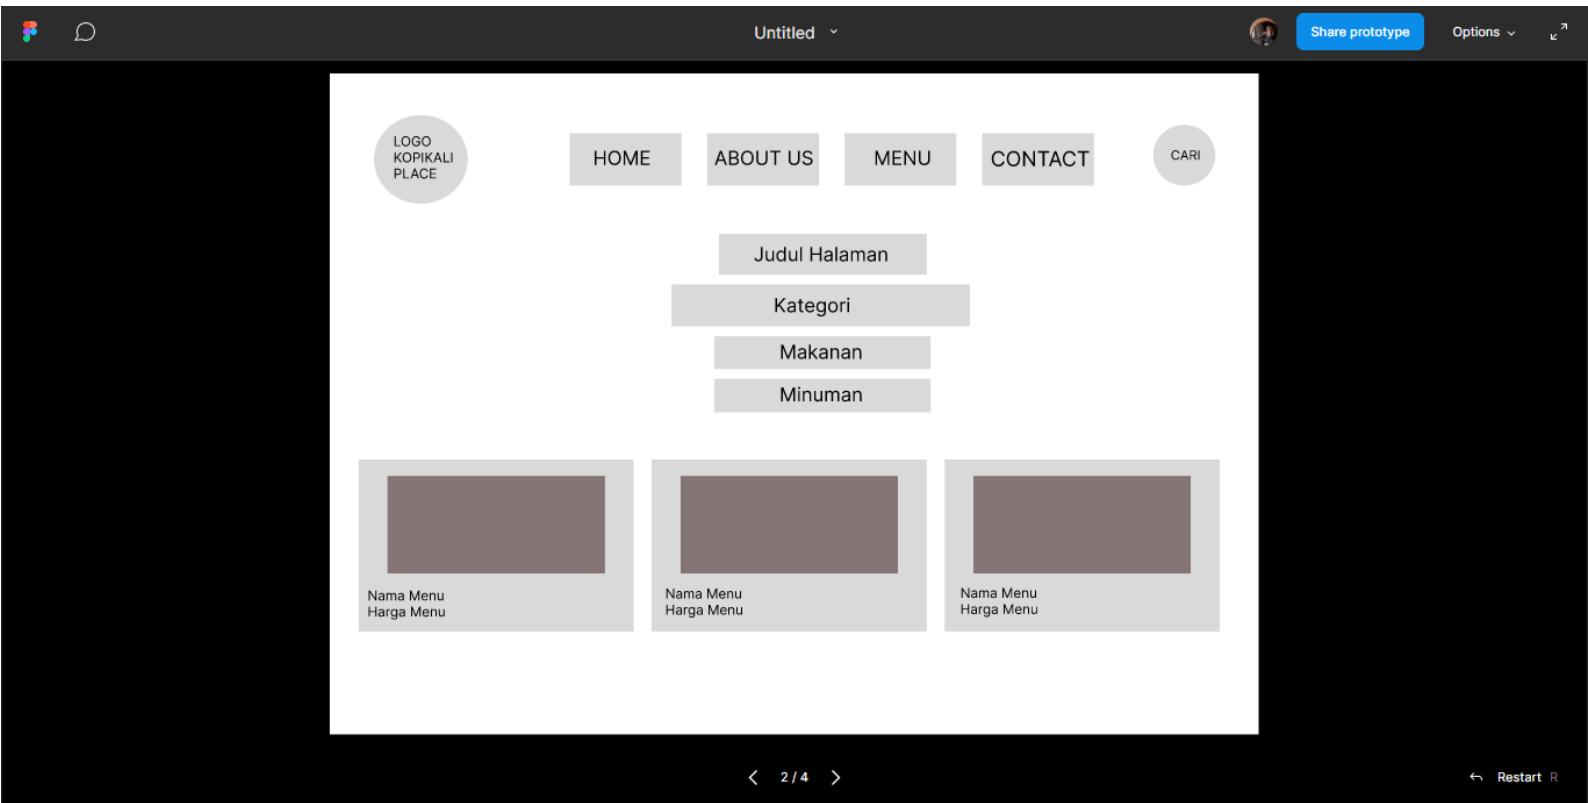 Untitled
Share prototype
Options
LOGO
KOPIKALI
PLACE
HOME
ABOUT US
MENU
CONTACT
CARI
Judul Halaman
Kategori
Makanan
Minuman
Nama Menu
Harga Menu
Nama Menu
Harga Menu
Nama Menu
Harga Menu
2 / 4
Restart R